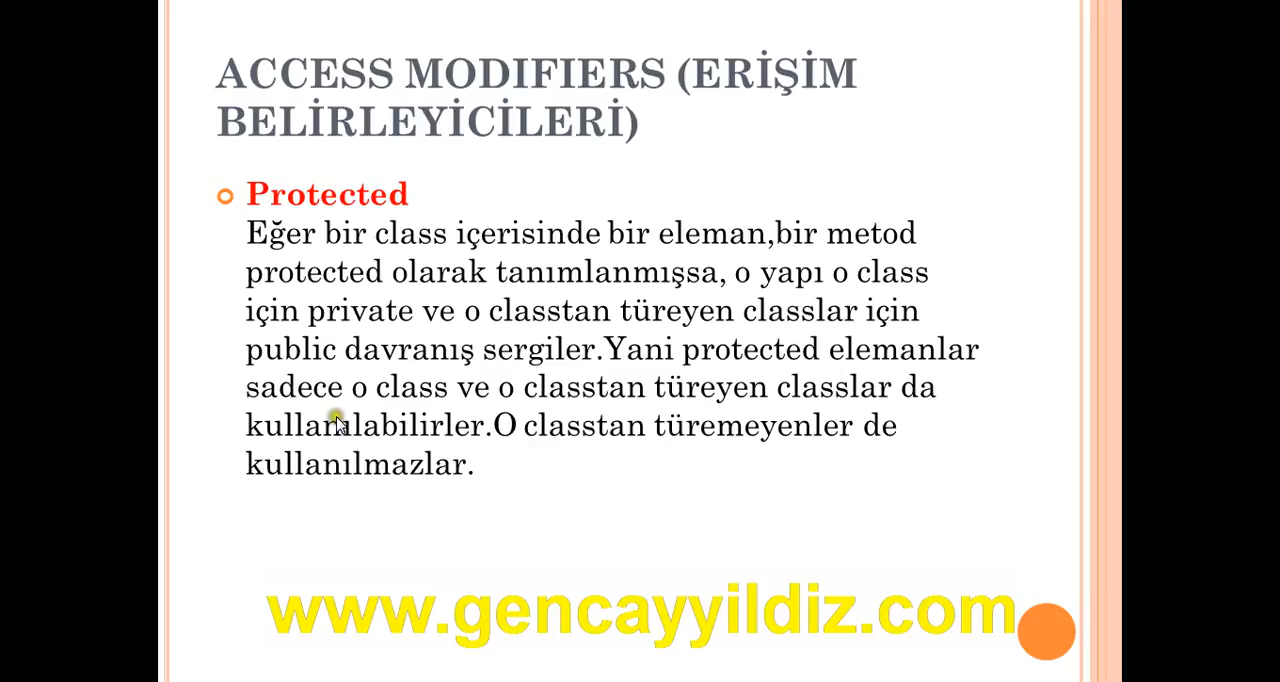 ACCESS MODIFIERS (ERİŞİM
BELİRLEYİCİLERİ)
Protected
Eğer bir class içerisinde bir eleman,bir metod
protected olarak tanımlanmışsa, o yapı o class
için private ve o classtan türeyen classlar için
public davranış sergiler.Yani protected elemanlar
sadece o class ve o classtan türeyen classlar da
kullanılabilirler.O classtan türemeyenler de
kullanılmazlar.
www.gencayyildiz.com